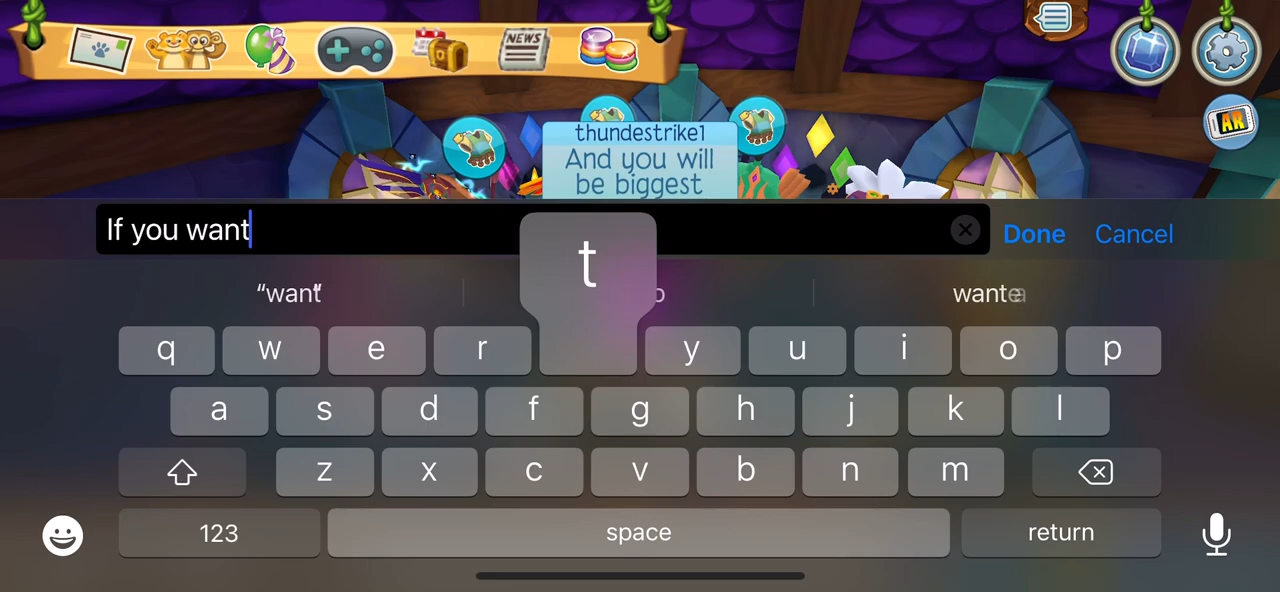 NEWS
AR
thundestrike1
And you will
be biggest
If you want
Done
Cancel
"want"
q w e r t y u i o p
a s d f g h j k l
z x c v b n m
123
space
return